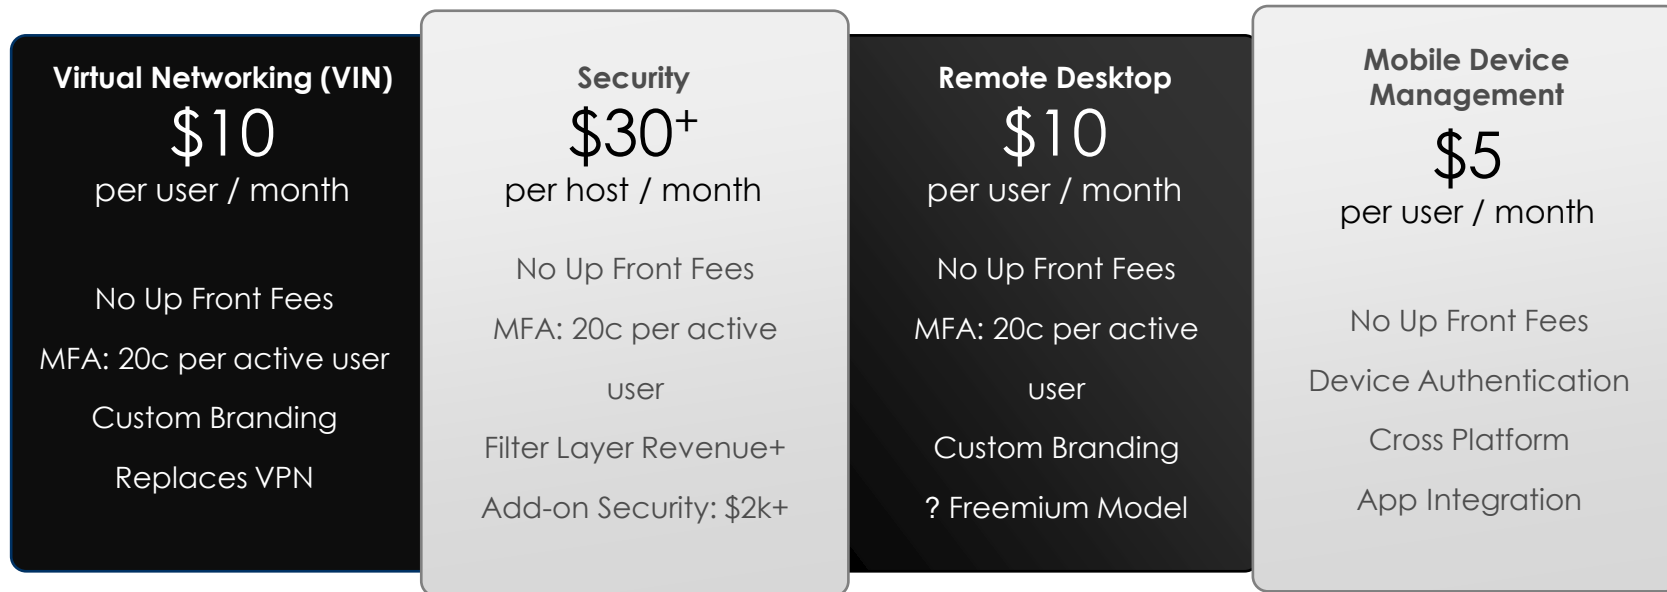 Virtual Networking (VIN)
$10
per user / month
No Up Front Fees
MFA: 20c per active user
Custom Branding
Replaces VPN
Security
$30+
per host / month
No Up Front Fees
MFA: 20c per active
user
Filter Layer Revenue+
Add-on Security: $2k+
Remote Desktop
$10
per user / month
No Up Front Fees
MFA: 20c per active
user
Custom Branding
? Freemium Model
Mobile Device
Management
$5
per user / month
No Up Front Fees
Device Authentication
Cross Platform
App Integration